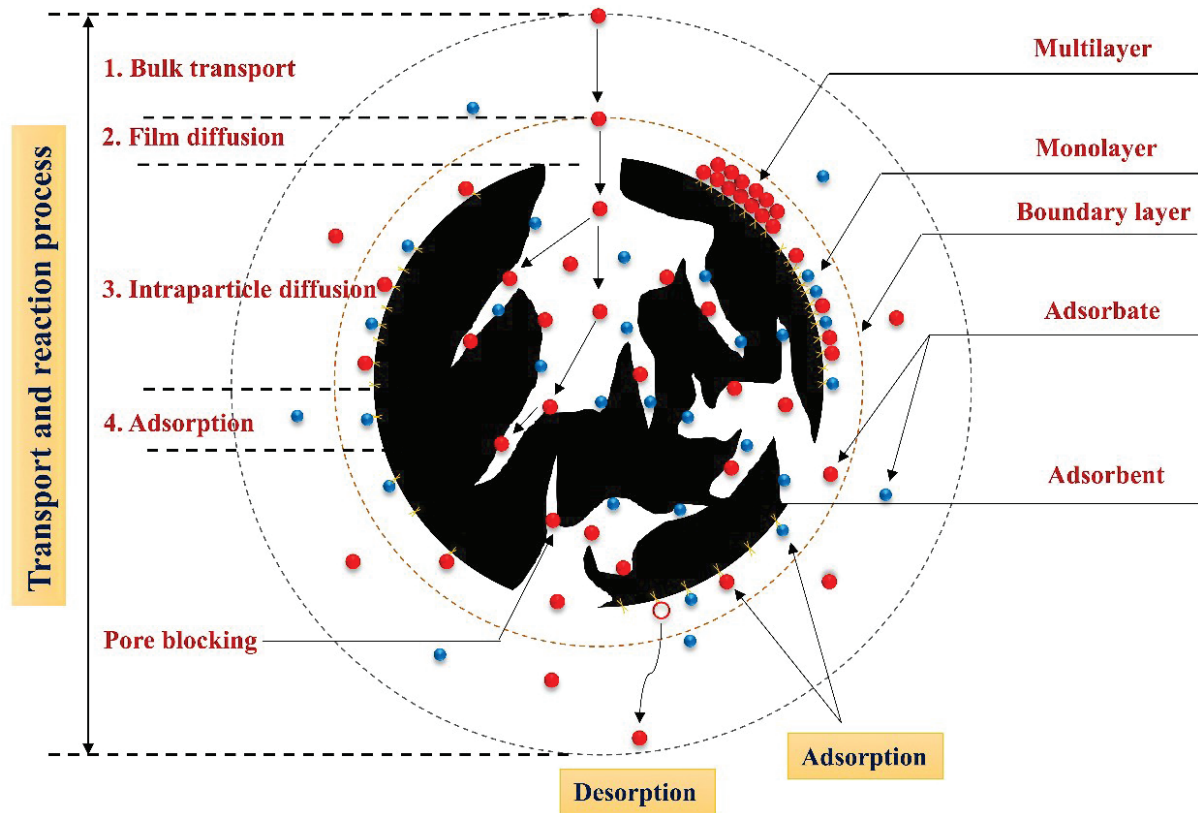 Transport and reaction process
1. Bulk transport
2. Film diffusion
3. Intraparticle diffusion
4. Adsorption
Pore blocking
Multilayer
Monolayer
Boundary layer
Adsorbate
Adsorbent
Adsorption
Desorption